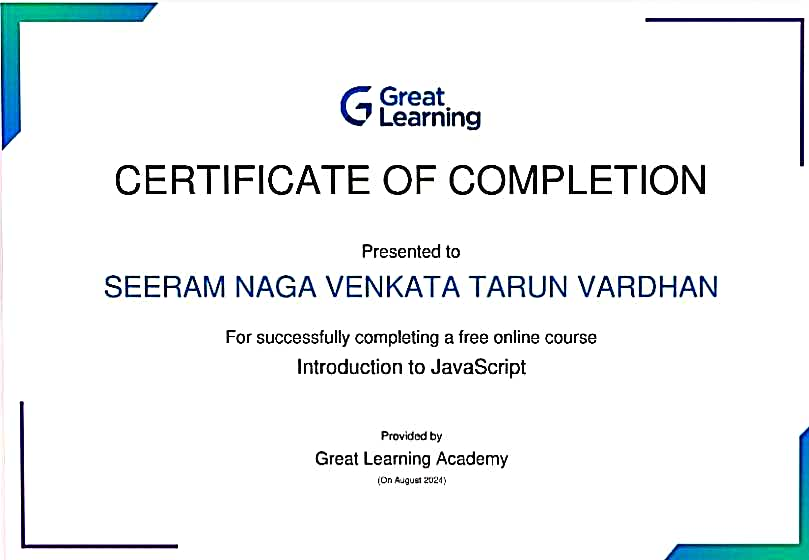 Great
Learning
CERTIFICATE OF COMPLETION
Presented to
SEERAM NAGA VENKATA TARUN VARDHAN
For successfully completing a free online course
Introduction to JavaScript
Provided by
Great Learning Academy
(On August 2024)